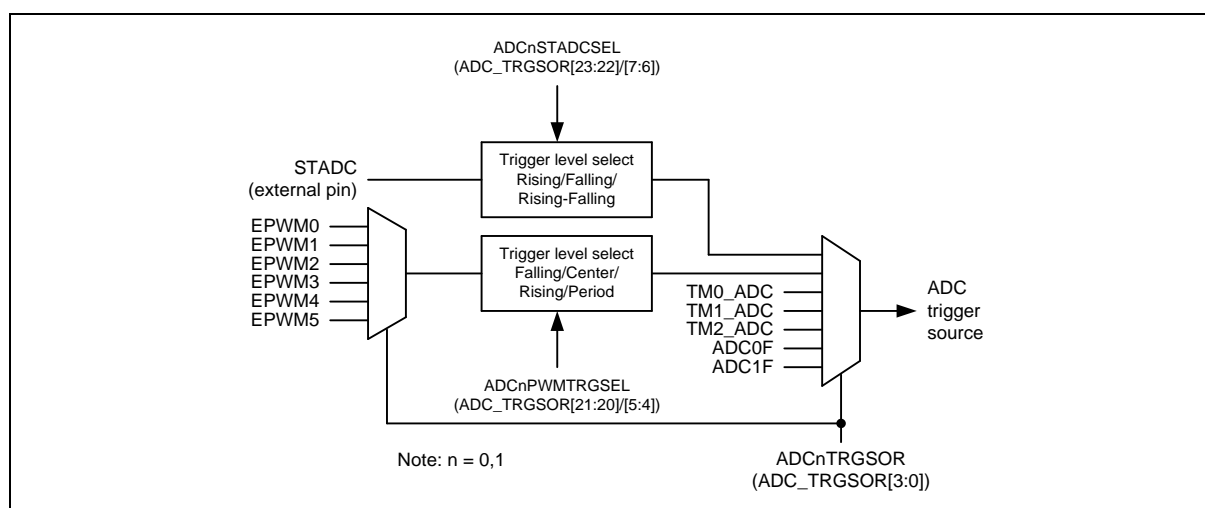 ADCnSTADCSEL
(ADC_TRGSOR[23:22]/[7:6])
STADC
(external pin)
Trigger level select
Rising/Falling/
Rising-Falling
EPWM0
EPWM1
EPWM2
EPWM3
EPWM4
EPWM5
Trigger level select
Falling/Center/
Rising/Period
TM0_ADC
TM1_ADC
TM2_ADC
ADC0F
ADC1F
ADC
trigger
source
ADCnPWMTRGSEL
(ADC_TRGSOR[21:20]/[5:4])
Note: n = 0,1
ADCnTRGSOR
(ADC_TRGSOR[3:0])